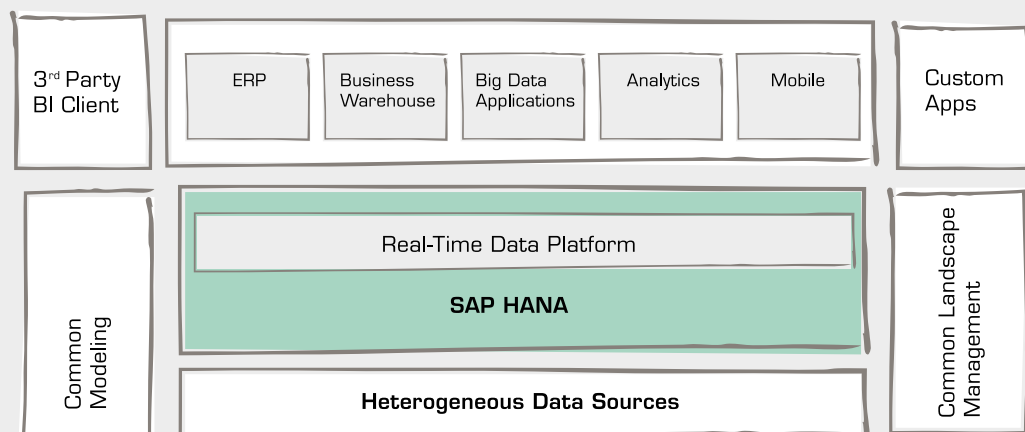 3rd Party
BI Client
ERP
Business
Warehouse
Big Data
Applications
Analytics
Mobile
Custom
Apps
Common
Modeling
Real-Time Data Platform
SAP HANA
Heterogeneous Data Sources
Common Landscape
Management